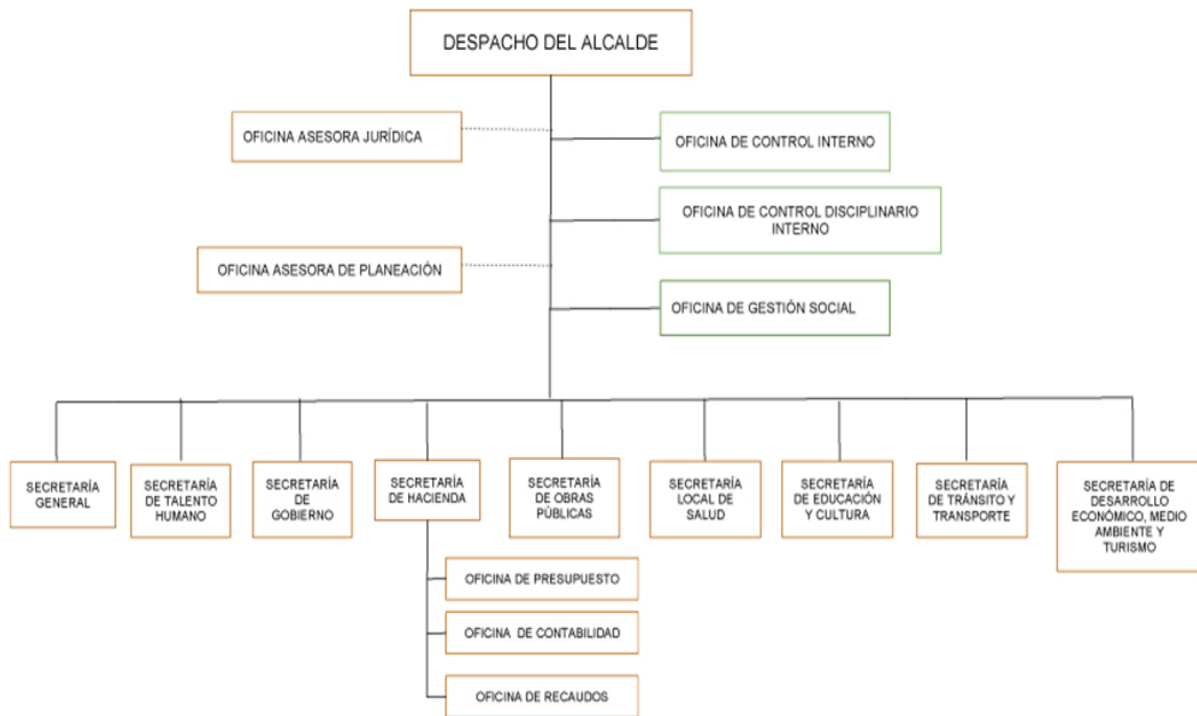 DESPACHO DEL ALCALDE
OFICINA ASESORA JURÍDICA
OFICINA DE CONTROL INTERNO
OFICINA DE CONTROL DISCIPLINARIO
INTERNO
OFICINA ASESORA DE PLANEACIÓN
OFICINA DE GESTIÓN SOCIAL
SECRETARÍA
GENERAL
SECRETARÍA
DE TALENTO
HUMANO
SECRETARÍA
DE
GOBIERNO
SECRETARÍA
DE HACIENDA
SECRETARÍA
DE OBRAS
PÚBLICAS
SECRETARÍA
LOCAL DE
SALUD
SECRETARÍA
DE EDUCACIÓN
Y CULTURA
SECRETARÍA
DE TRÁNSITO Y
TRANSPORTE
SECRETARÍA DE
DESARROLLO
ECONÓMICO, MEDIO
AMBIENTE Y
TURISMO
OFICINA DE PRESUPUESTO
OFICINA DE CONTABILIDAD
OFICINA DE RECAUDOS